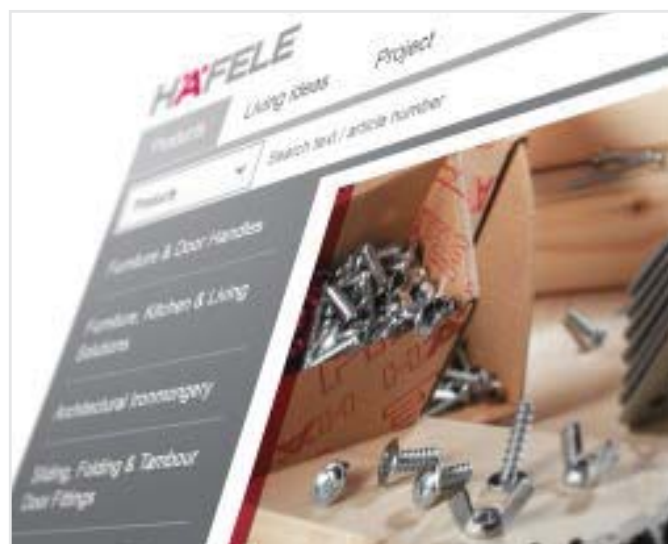 HÄFELE
Products
Living ideas
Project
Products
Search text / article number
Furniture & Door Handles
Furniture, Kitchen & Living
Solutions
Architectural Ironmongery
Sliding, Folding & Tambour
Door Fittings